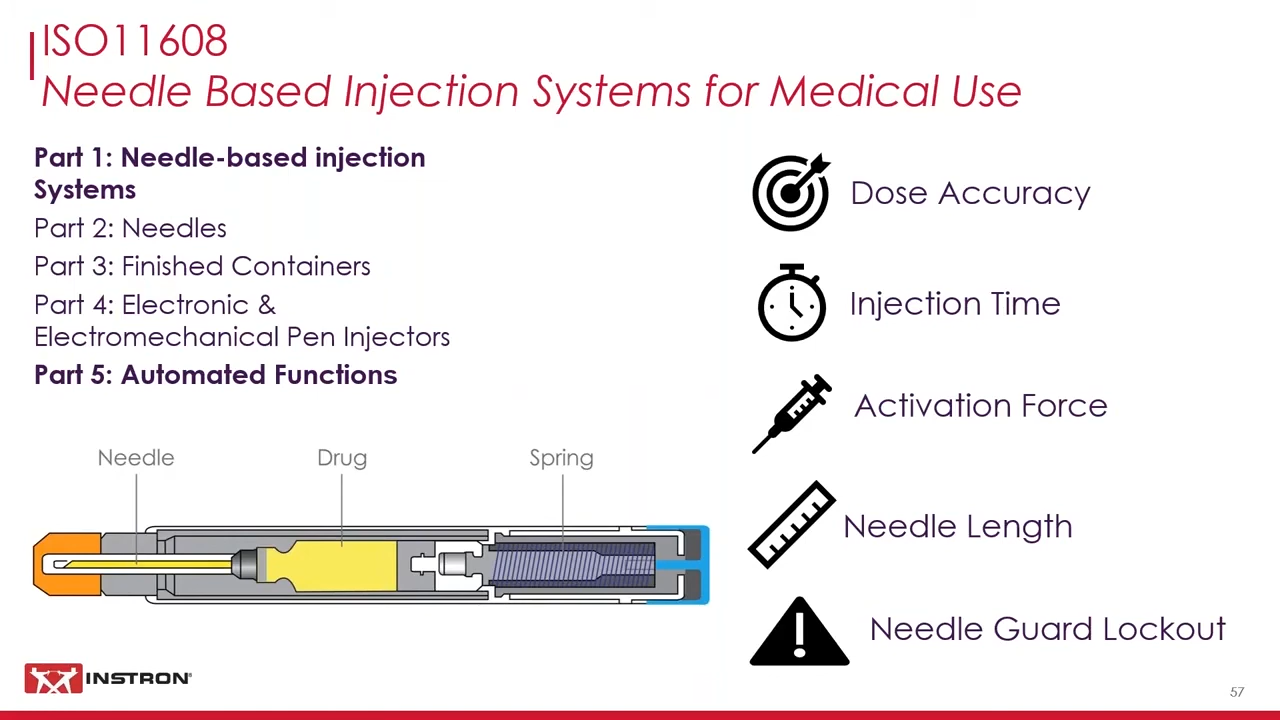 ISO11608
Needle Based Injection Systems for Medical Use
Part 1: Needle-based injection
Systems
Part 2: Needles
Part 3: Finished Containers
Part 4: Electronic &
Electromechanical Pen Injectors
Part 5: Automated Functions
Needle
Drug
Spring
Dose Accuracy
Injection Time
Activation Force
Needle Length
Needle Guard Lockout
INSTRON®
57